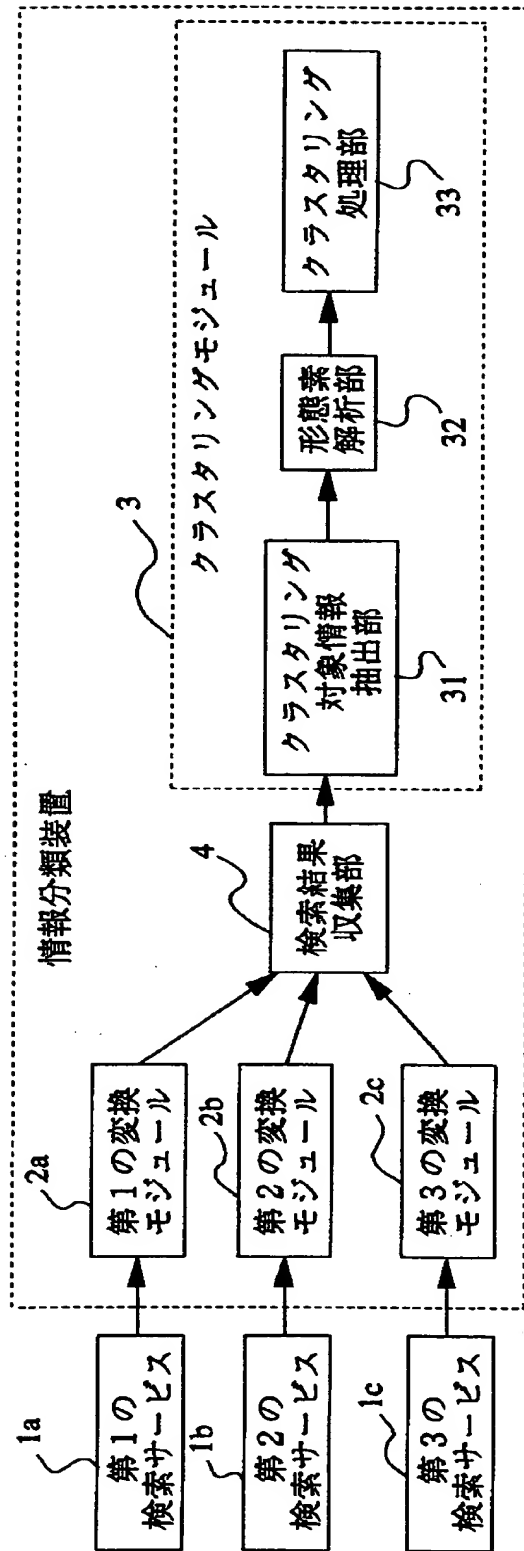 情報分類装置
1a
第1の
検索サービス
1b
第2の
検索サービス
1c
第3の
検索サービス
2a
第1の変換
モジュール
2b
第2の変換
モジュール
2c
第3の変換
モジュール
4
検索結果
収集部
3
クラスタリングモジュール
クラスタリング
対象情報
抽出部
31
形態素
解析部
32
クラスタリング
処理部
33